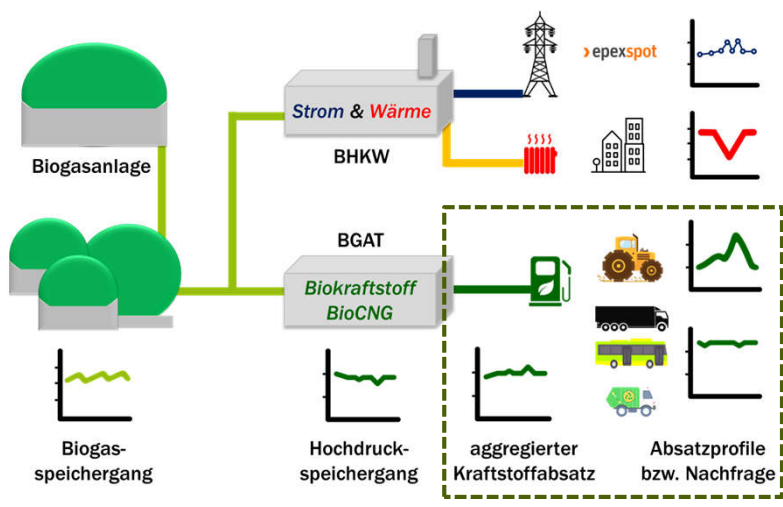 epexspot
Strom & Wärme
Biogasanlage
BHKW
BGAT
Biokraftstoff
BioCNG
Biogas-
speichergang
Hochdruck-
speichergang
aggregierter
Kraftstoffabsatz
Absatzprofile
bzw. Nachfrage